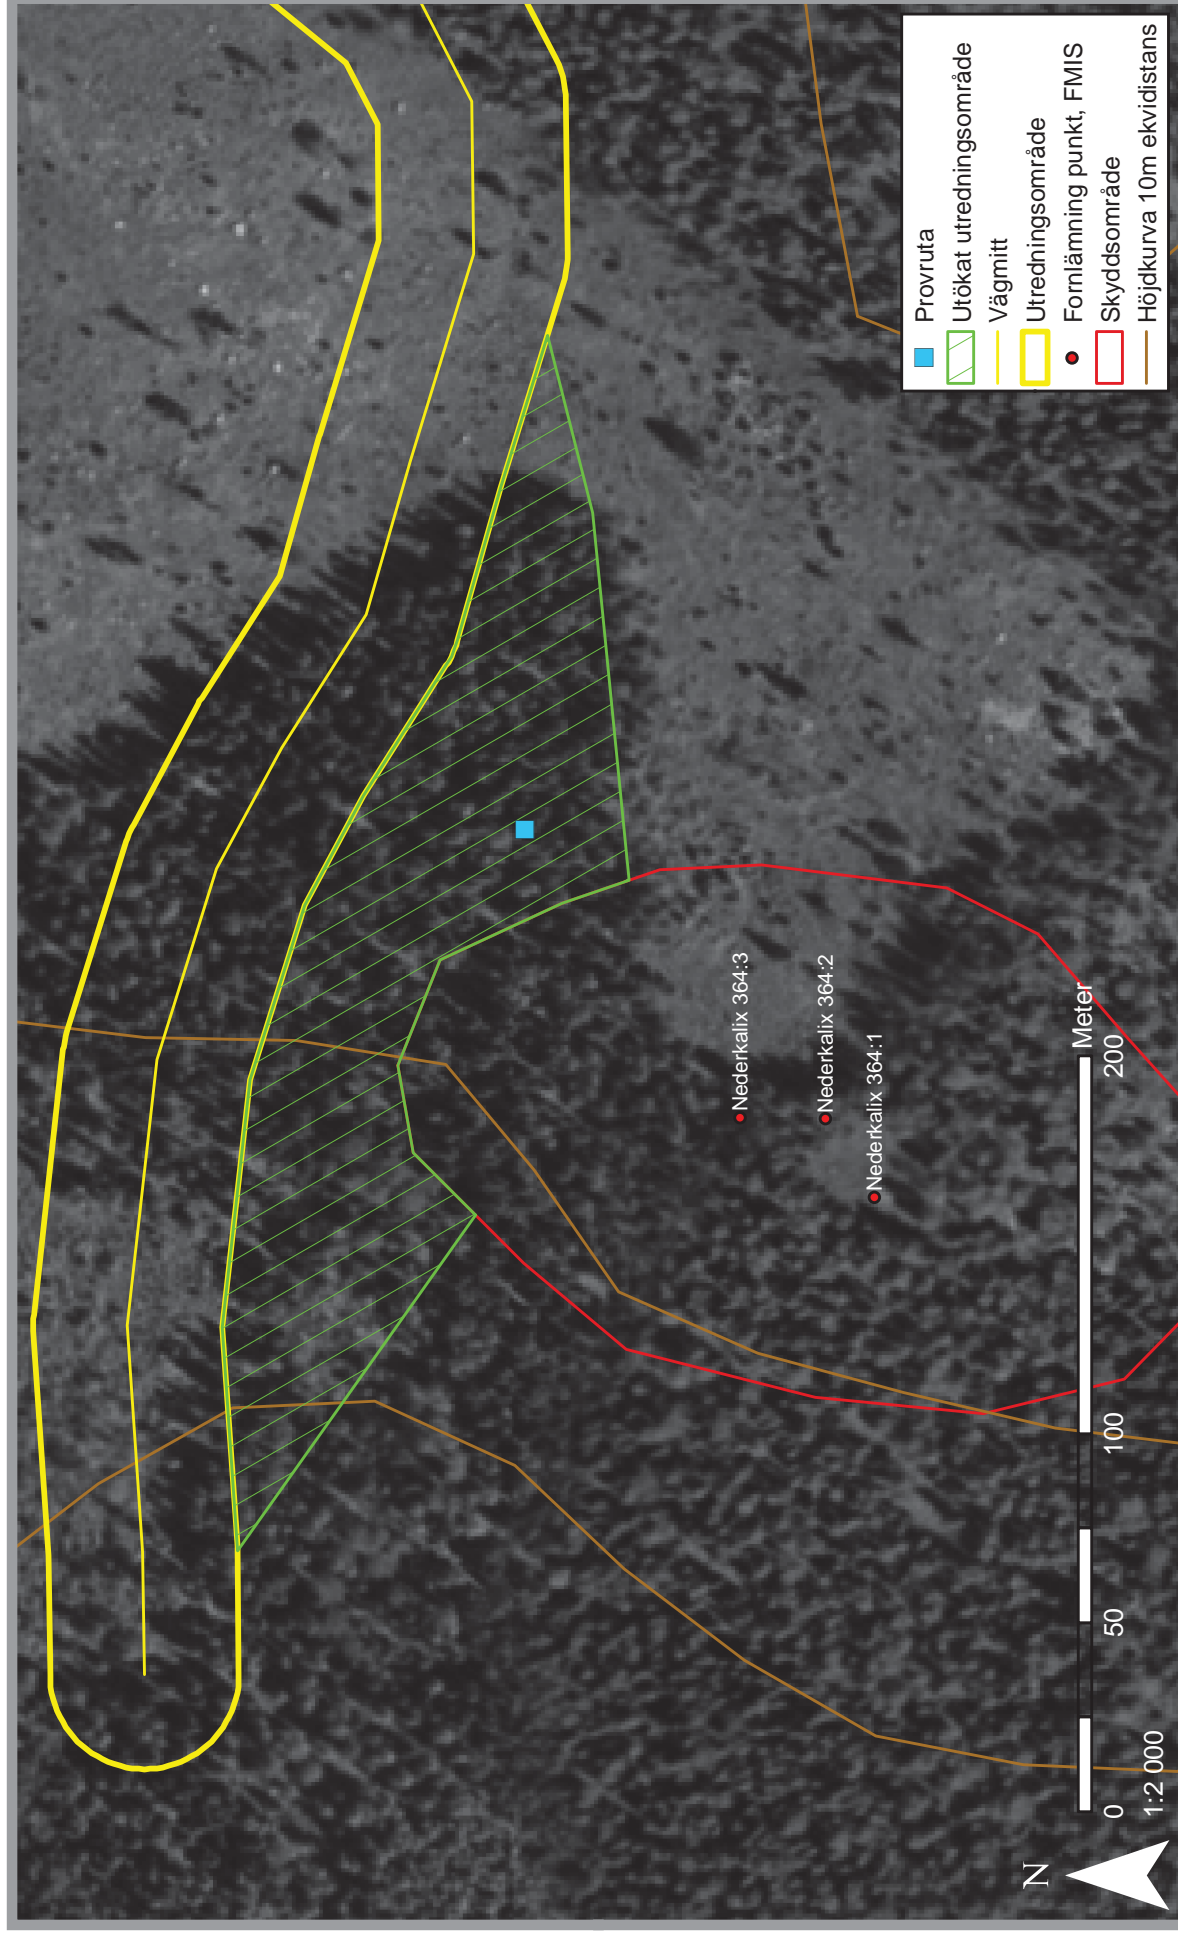 Nederkalix 364:3
Nederkalix 364:2
Nederkalix 364:1
N
0
50
100
200
Meter
1:2 000
Provruta
Utökat utredningsområde
Vägmitt
Utredningsområde
Fornlämning punkt, FMIS
Skyddsområde
Höjdkurva 10m ekvidistans